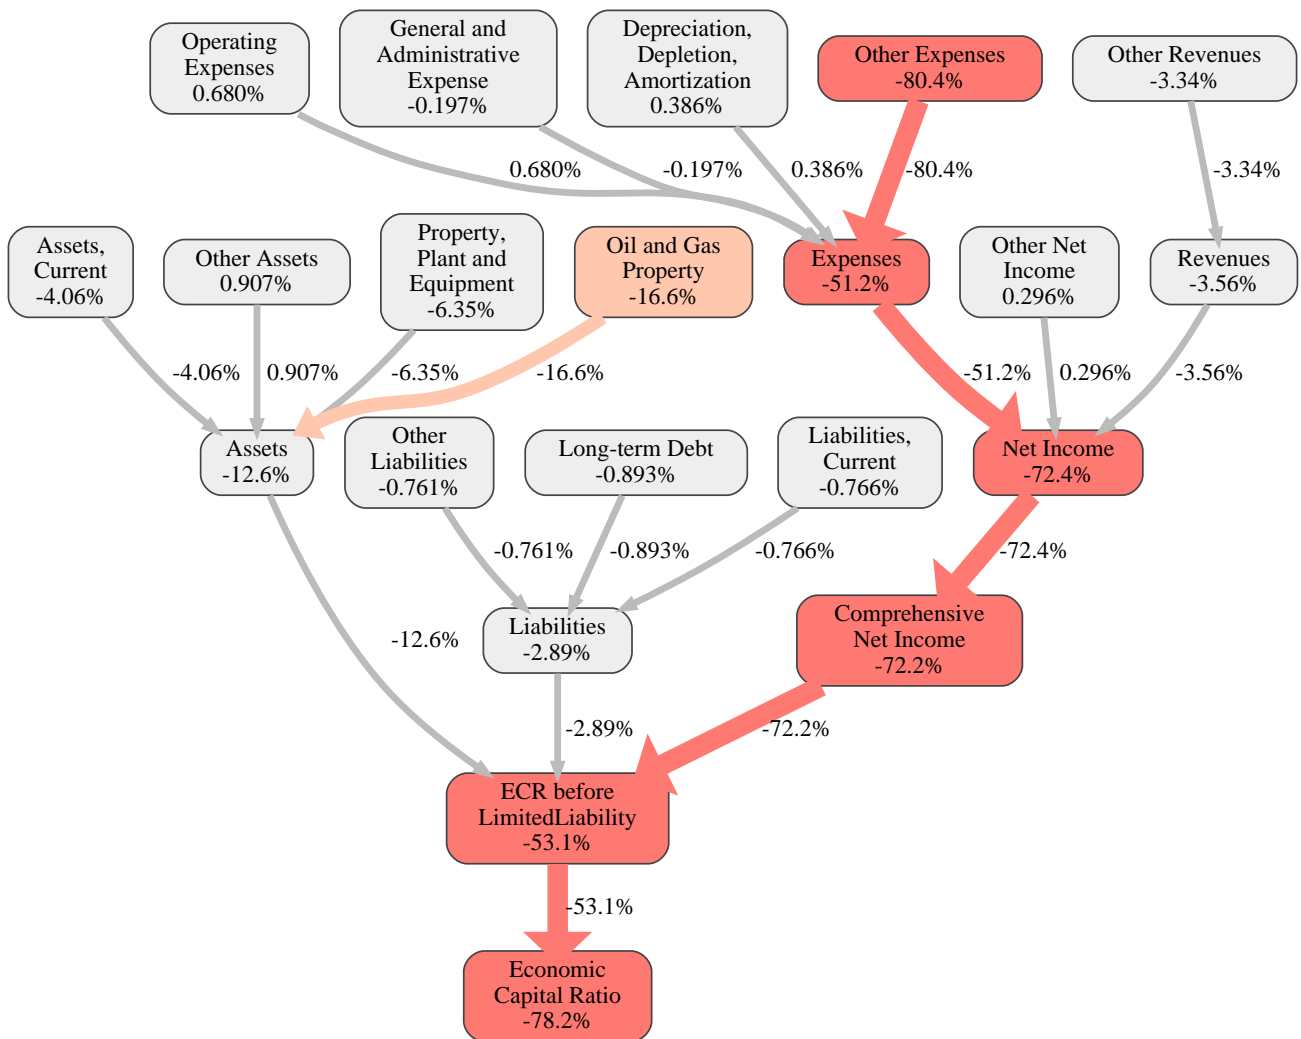 Operating
Expenses
0.680%
General and
Administrative
Expense
-0.197%
Depreciation,
Depletion,
Amortization
0.386%
Other Expenses
-80.4%
Other Revenues
-3.34%
0.680%
-0.197%
0.386%
-80.4%
-3.34%
Assets,
Current
-4.06%
Other Assets
0.907%
Property,
Plant and
Equipment
-6.35%
Oil and Gas
Property
-16.6%
Expenses
-51.2%
Other Net
Income
0.296%
Revenues
-3.56%
-4.06%
0.907%
-6.35%
-16.6%
-51.2%
0.296%
-3.56%
Assets
-12.6%
Other
Liabilities
-0.761%
Long-term Debt
-0.893%
Liabilities,
Current
-0.766%
Net Income
-72.4%
-0.761%
-0.893%
-0.766%
-72.4%
-12.6%
Liabilities
-2.89%
Comprehensive
Net Income
-72.2%
-2.89%
-72.2%
ECR before
LimitedLiability
-53.1%
-53.1%
Economic
Capital Ratio
-78.2%